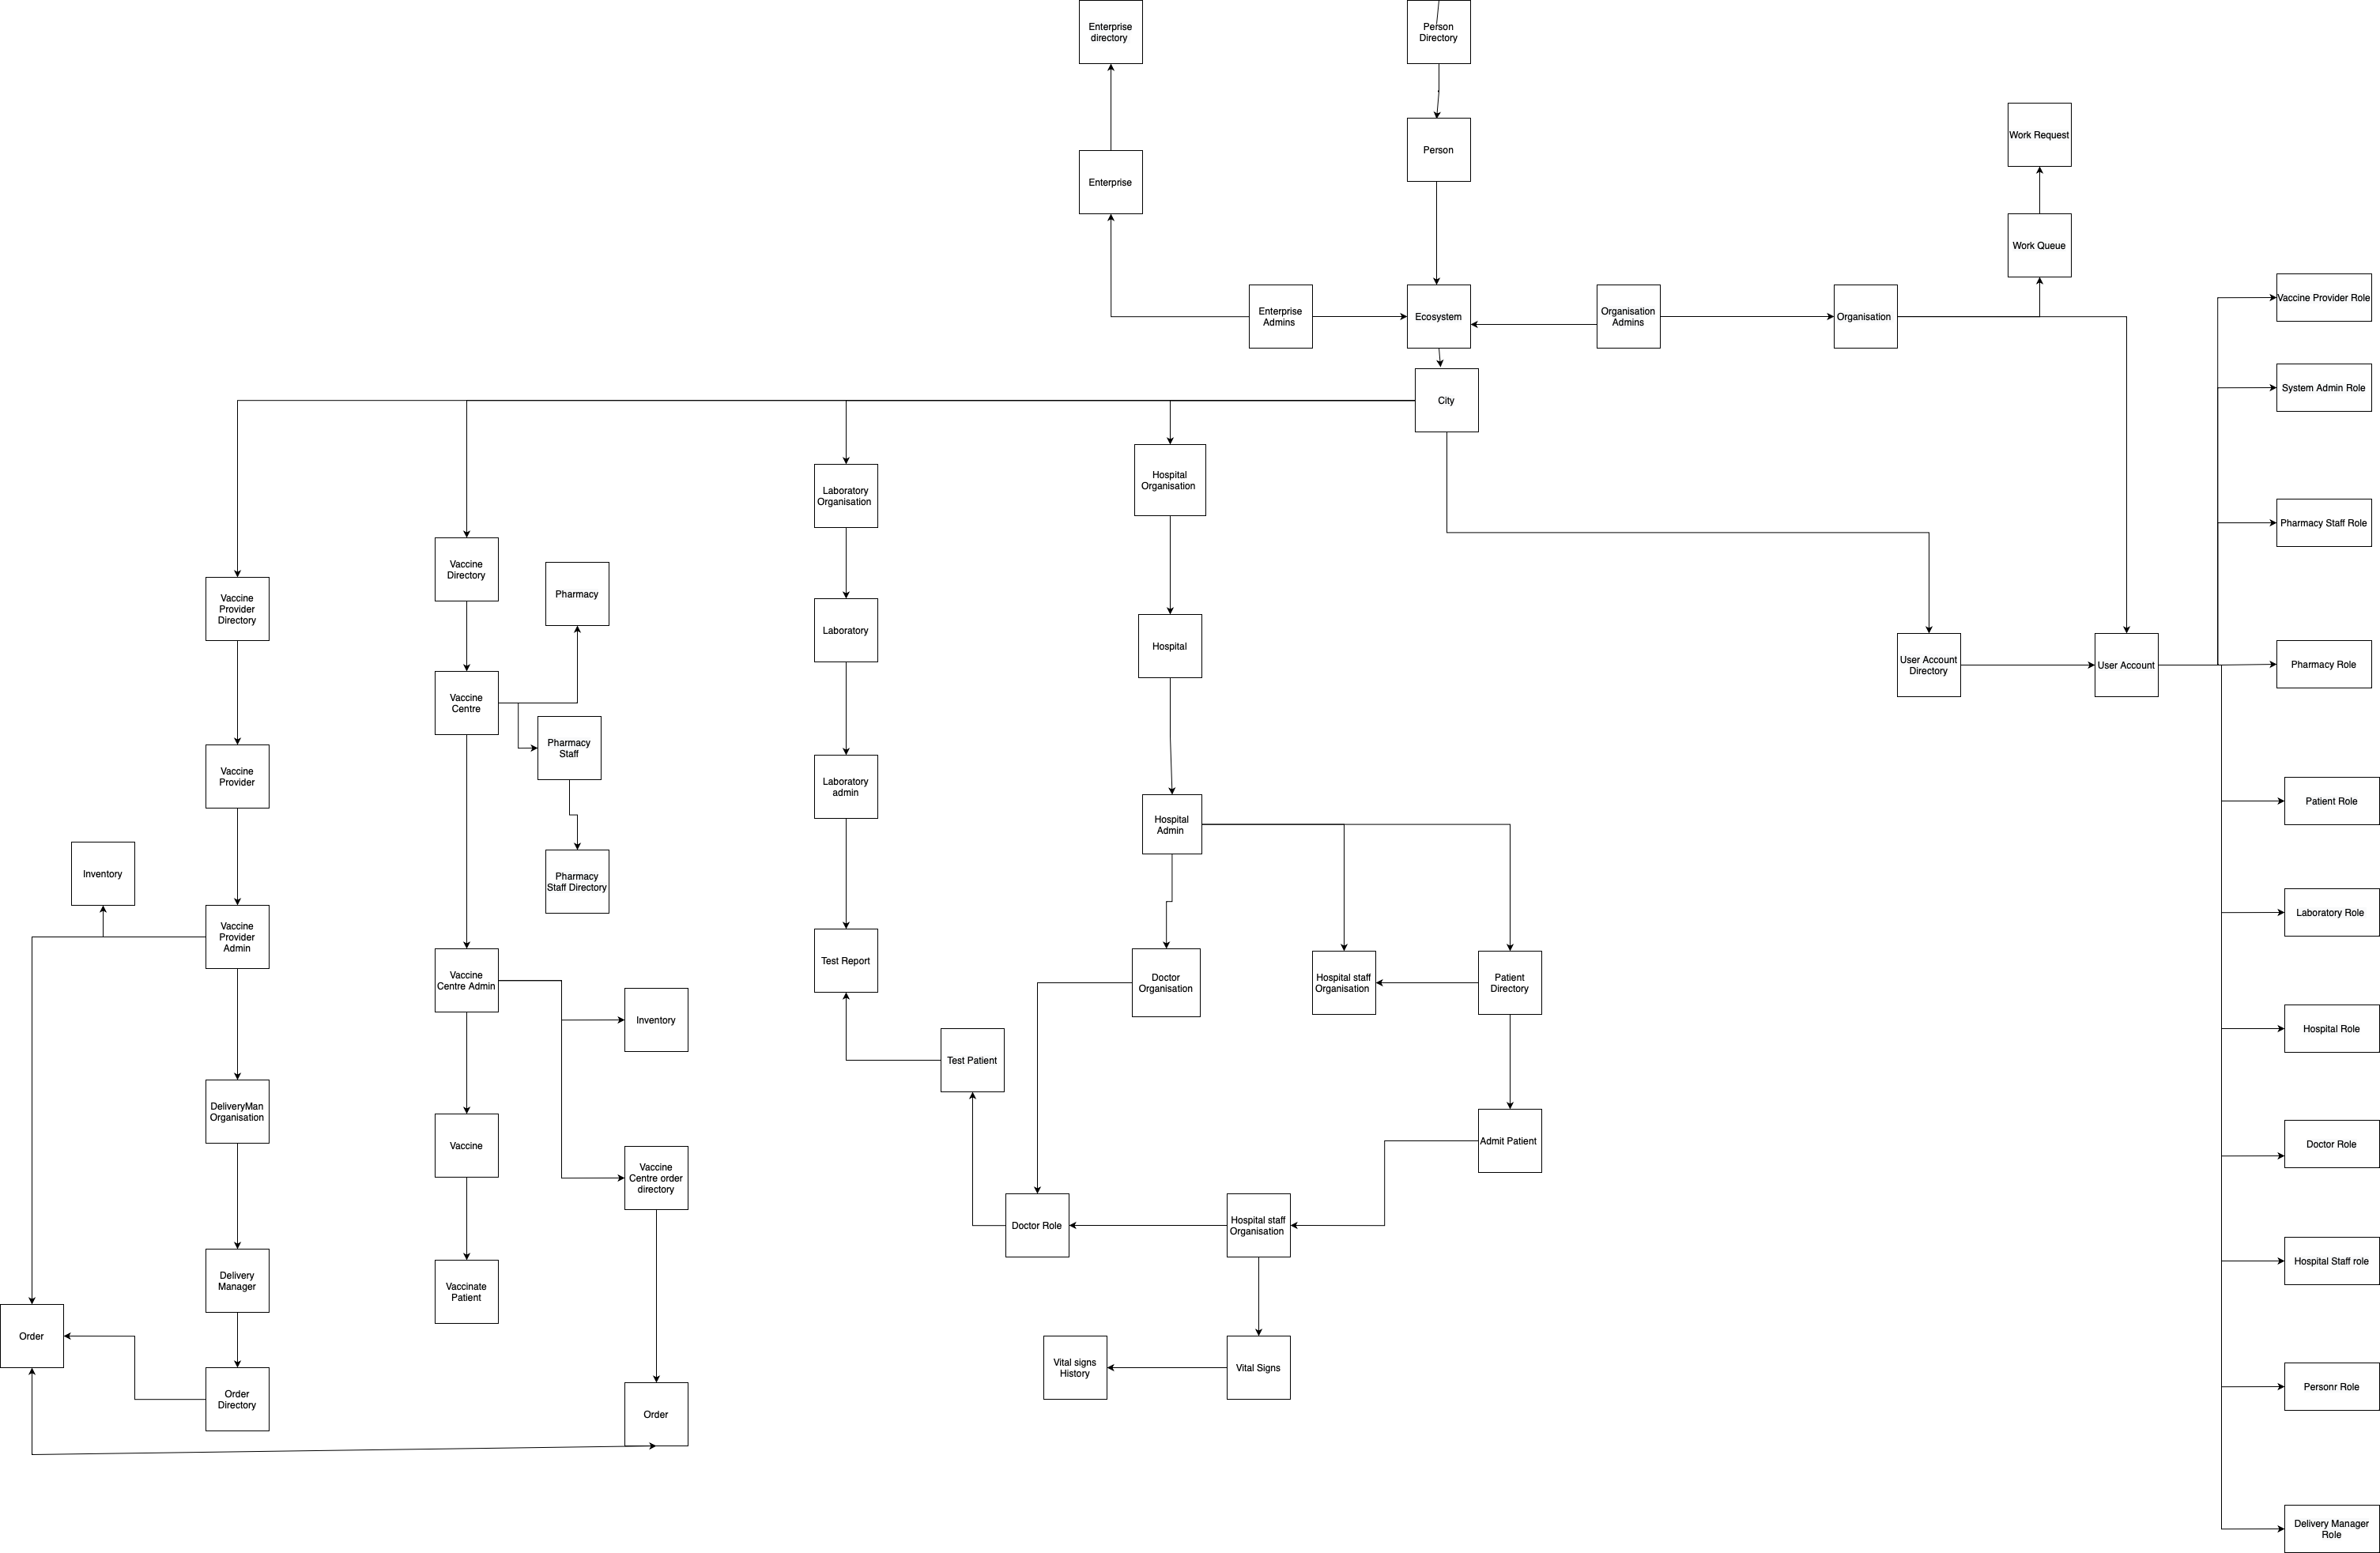 Enterprise
directory
Person
Directory
Work Request
Person
Enterprise
Work Queue
Vaccine Provider Role
Enterprise
Admins
Ecosystem
Organisation
Admins
Organisation
System Admin Role
City
Hospital
Organisation
Laboratory
Organisation
Pharmacy Staff Role
Vaccine
Directory
Pharmacy
Vaccine
Provider
Directory
Laboratory
Hospital
User Account
Directory
User Account
Pharmacy Role
Vaccine
Centre
Pharmacy
Staff
Vaccine
Provider
Laboratory
admin
Patient Role
Hospital
Admin
Inventory
Pharmacy
Staff Directory
Laboratory Role
Vaccine
Provider
Admin
Test Report
Vaccine
Centre Admin
Doctor
Organisation
Hospital staff
Organisation
Patient
Directory
Inventory
Hospital Role
Test Patient
DeliveryMan
Organisation
Vaccine
Admit Patient
Doctor Role
Vaccine
Centre order
directory
Doctor Role
Hospital staff
Organisation
Hospital Staff role
Delivery
Manager
Vaccinate
Patient
Order
Vital signs
History
Vital Signs
Personr Role
Order
Directory
Order
Delivery Manager
Role